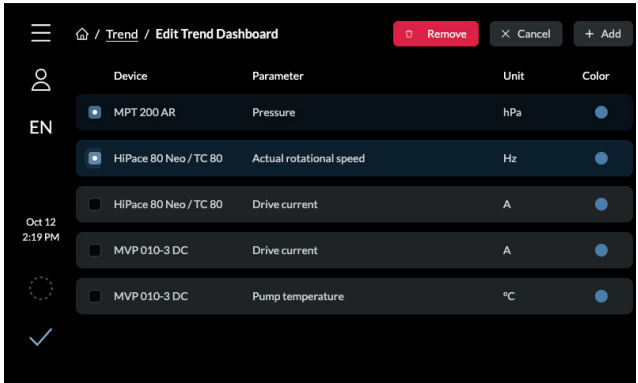 / Trend / Edit Trend Dashboard
Remove
Cancel
+ Add
Device Parameter Unit Color
MPT 200 AR Pressure hPa
EN
HiPace 80 Neo / TC 80 Actual rotational speed Hz
HiPace 80 Neo / TC 80 Drive current A
Oct 12
2:19 PM
MVP 010-3 DC Drive current A
MVP 010-3 DC Pump temperature °C